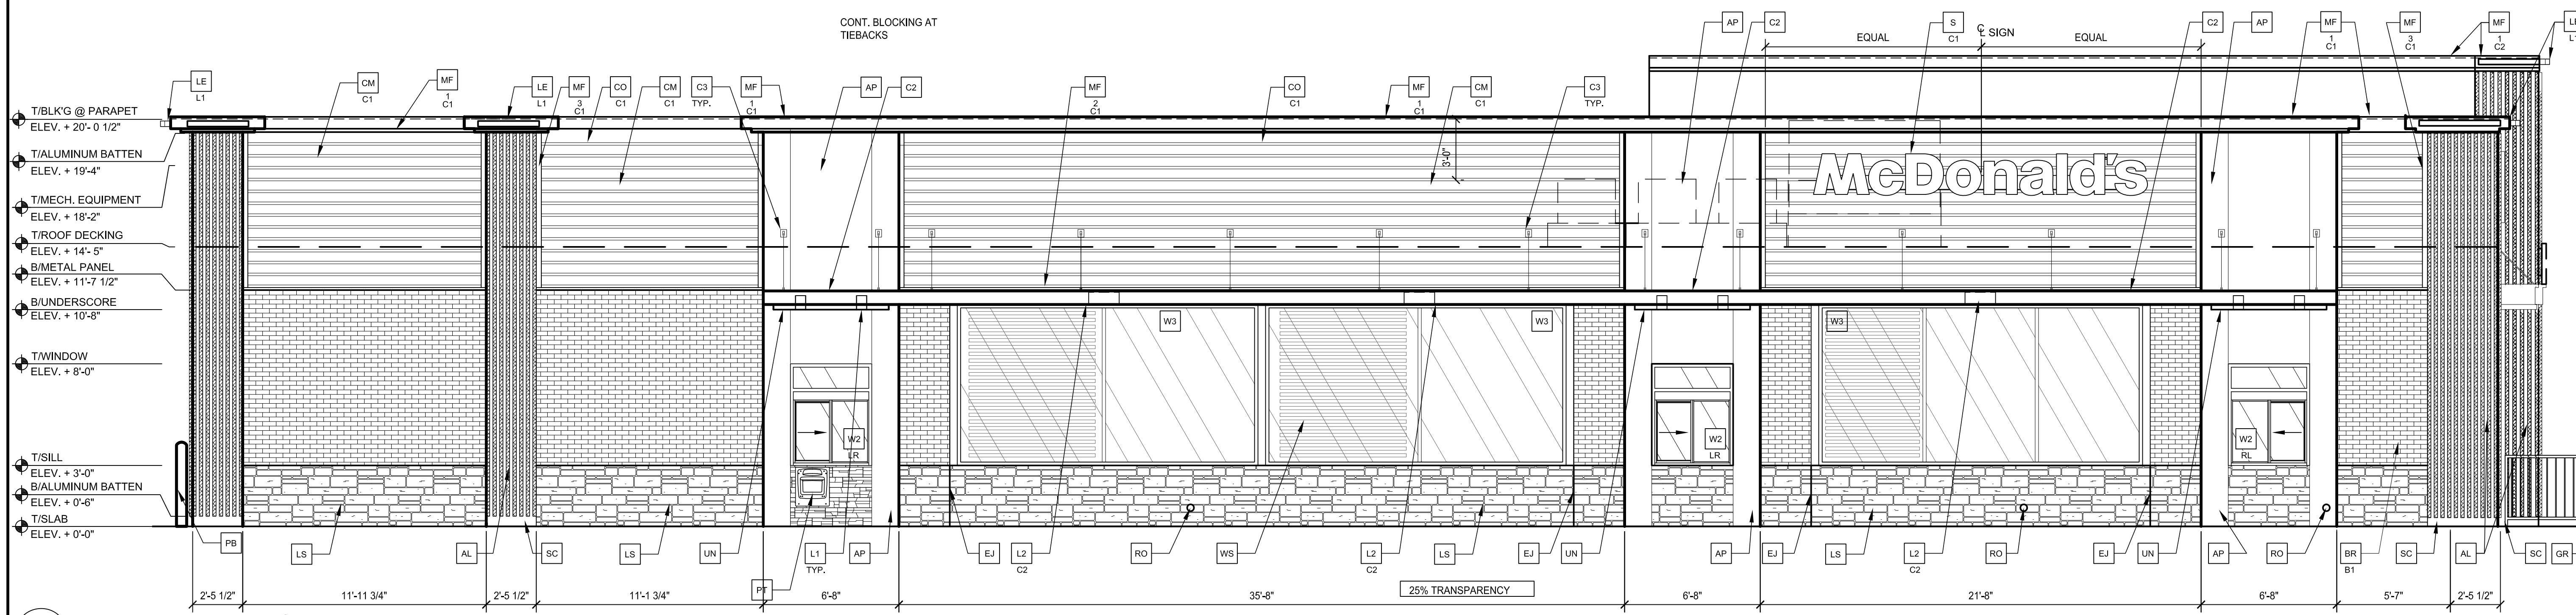 CONT. BLOCKING AT
TIEBACKS
AP
C2
S
C1
EQUAL
℄ SIGN
EQUAL
C2
AP
MF
1
C1
MF
3
C1
MF
1
C2
LE
L1
CM
C1
MF
1
C1
LE
L1
MF
3
C1
CO
C1
CM
C1
C3
TYP.
MF
1
C1
AP
C2
MF
2
C1
CO
C1
MF
1
C1
CM
C1
C3
TYP.
T/BLK'G @ PARAPET
ELEV. + 20'- 0 1/2"
T/ALUMINUM BATTEN
ELEV. + 19'-4"
T/MECH. EQUIPMENT
ELEV. + 18'-2"
T/ROOF DECKING
ELEV. + 14'- 5"
B/METAL PANEL
ELEV. + 11'-7 1/2"
B/UNDERSCORE
ELEV. + 10'-8"
T/WINDOW
ELEV. + 8'-0"
T/SILL
ELEV. + 3'-0"
B/ALUMINUM BATTEN
ELEV. + 0'-6"
T/SLAB
ELEV. + 0'-0"
3'-0"
McDonald's
W3
W3
W3
W2
LR
W2
LR
W2
RL
PB
LS
AL
SC
LS
UN
PT
L1
TYP.
AP
EJ
L2
C2
RO
WS
L2
C2
LS
EJ
UN
AP
EJ
LS
L2
C2
RO
EJ
UN
AP
RO
BR
B1
SC
AL
SC
GR
25% TRANSPARENCY
2'-5 1/2"
11'-11 3/4"
2'-5 1/2"
11'-1 3/4"
6'-8"
35'-8"
6'-8"
21'-8"
6'-8"
5'-7"
2'-5 1/2"